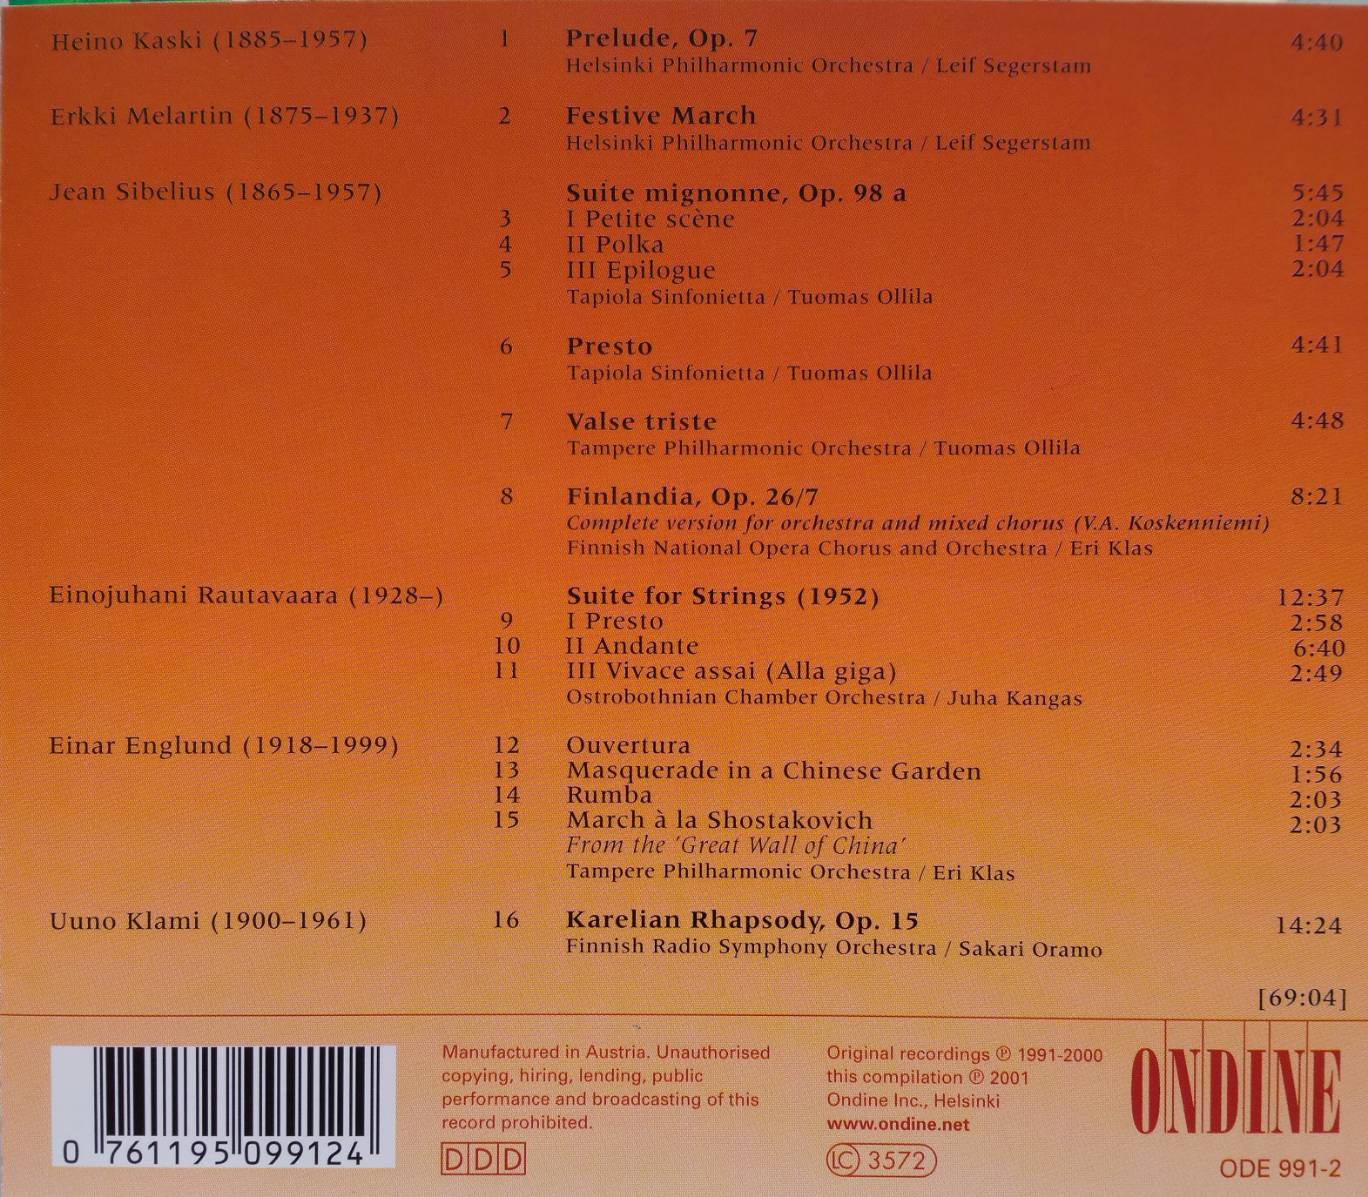 Heino Kaski (1885–1957) 1 Prelude, Op. 7 4:40
Helsinki Philharmonic Orchestra / Leif Segerstam
Erkki Melartin (1875–1937) 2 Festive March 4:31
Helsinki Philharmonic Orchestra / Leif Segerstam
Jean Sibelius (1865–1957) Suite mignonne, Op. 98 a 5:45
3 I Petite scène 2:04
4 II Polka 1:47
5 III Epilogue 2:04
Tapiola Sinfonietta / Tuomas Ollila
6 Presto 4:41
Tapiola Sinfonietta / Tuomas Ollila
7 Valse triste 4:48
Tampere Philharmonic Orchestra / Tuomas Ollila
8 Finlandia, Op. 26/7 8:21
Complete version for orchestra and mixed chorus (V.A. Koskenniemi)
Finnish National Opera Chorus and Orchestra / Eri Klas
Einojuhani Rautavaara (1928–) Suite for Strings (1952) 12:37
9 I Presto 2:58
10 II Andante 6:40
11 III Vivace assai (Alla giga) 2:49
Ostrobothnian Chamber Orchestra / Juha Kangas
Einar Englund (1918–1999) 12 Ouvertura 2:34
13 Masquerade in a Chinese Garden 1:56
14 Rumba 2:03
15 March à la Shostakovich 2:03
From the 'Great Wall of China'
Tampere Philharmonic Orchestra / Eri Klas
Uuno Klami (1900–1961) 16 Karelian Rhapsody, Op. 15 14:24
Finnish Radio Symphony Orchestra / Sakari Oramo
[69:04]
0 761195 099124
Manufactured in Austria. Unauthorised
copying, hiring, lending, public
performance and broadcasting of this
record prohibited.
DDD
Original recordings ℗ 1991-2000
this compilation ℗ 2001
Ondine Inc., Helsinki
www.ondine.net
LC 3572
ONDINE
ODE 991-2